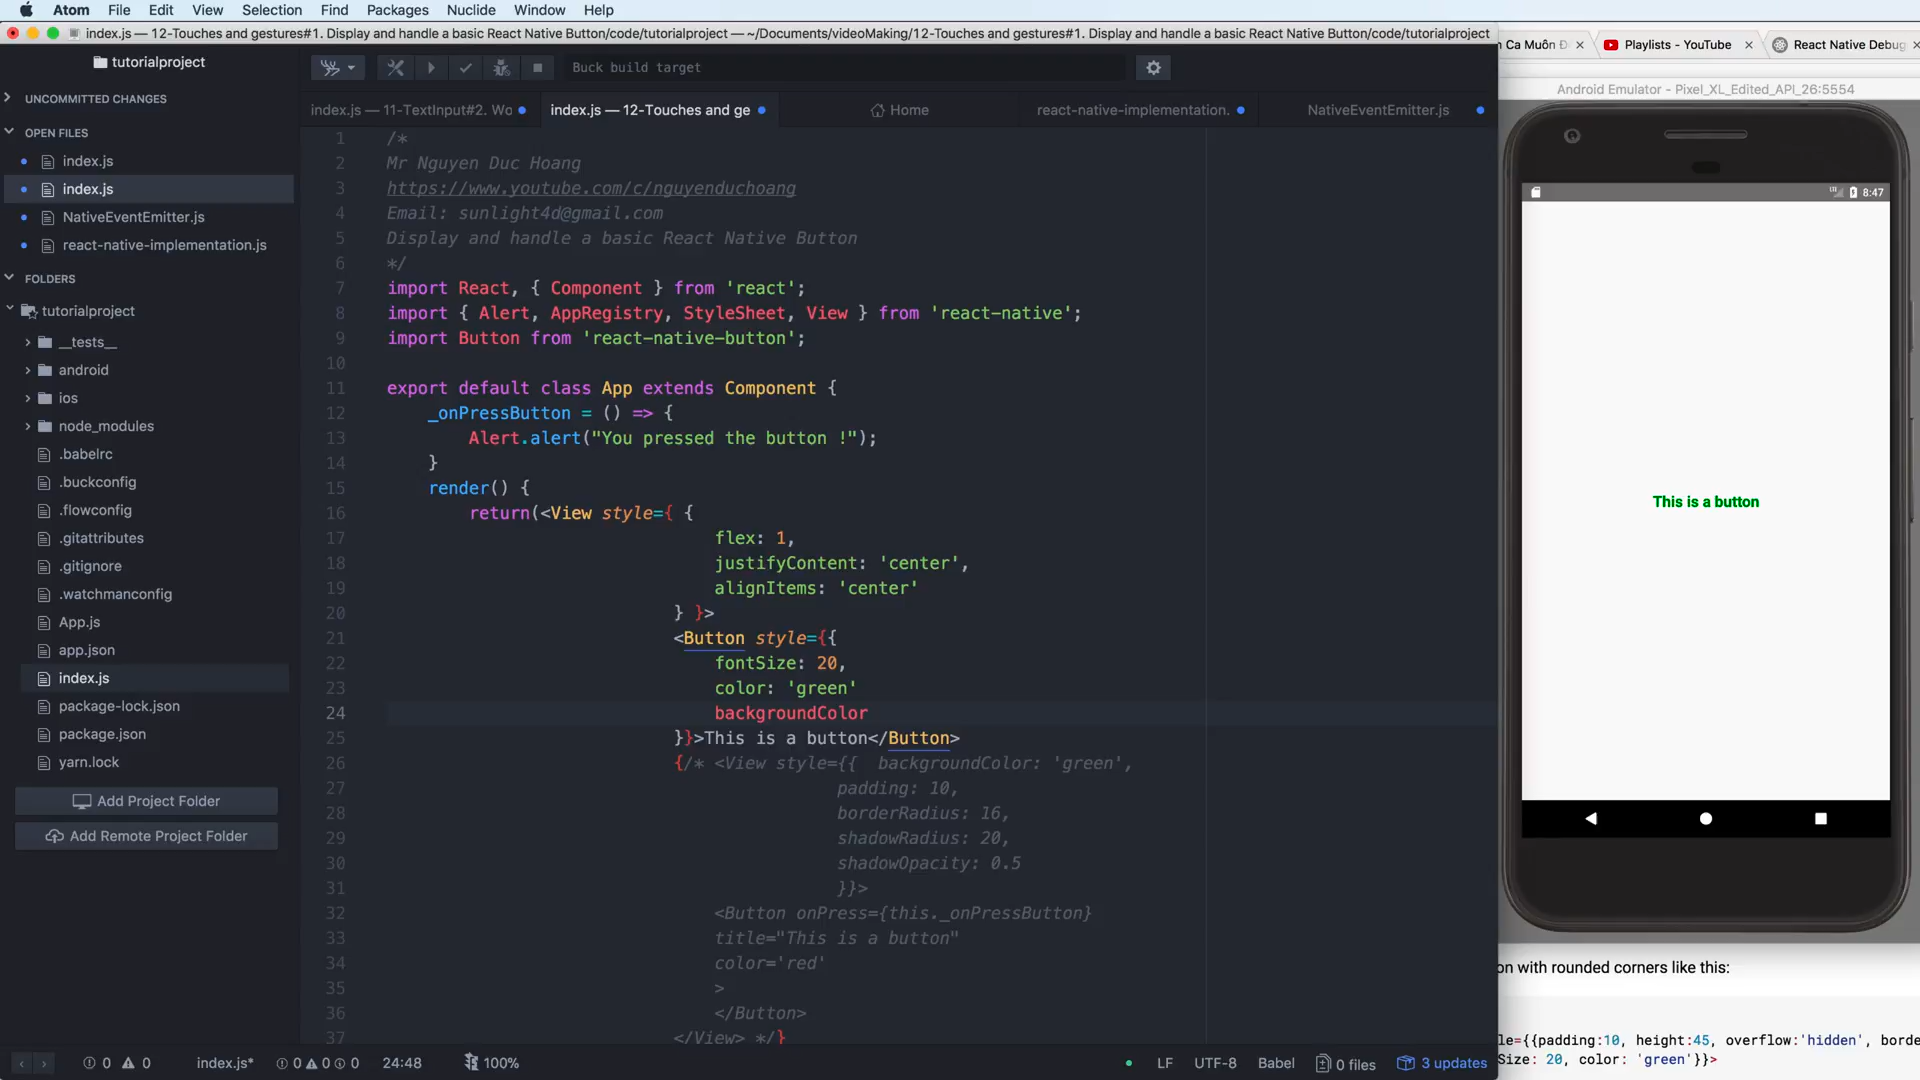 Atom File Edit View Selection Find Packages Nuclide Window Help
index.js — 12-Touches and gestures#1. Display and handle a basic React Native Button/code/tutorialproject — ~/Documents/videoMaking/12-Touches and gestures#1. Display and handle a basic React Native Button/code/tutorialproject
tutorialproject
UNCOMMITTED CHANGES
OPEN FILES
index.js
index.js
NativeEventEmitter.js
react-native-implementation.js
FOLDERS
tutorialproject
__tests__
android
ios
node_modules
.babelrc
.buckconfig
.flowconfig
.gitattributes
.gitignore
.watchmanconfig
App.js
app.json
index.js
package-lock.json
package.json
yarn.lock
Add Project Folder
Add Remote Project Folder
Buck build target
index.js — 11-TextInput#2. Wo
index.js — 12-Touches and ge
Home
react-native-implementation.
NativeEventEmitter.js
1 /*
2 Mr Nguyen Duc Hoang
3 https://www.youtube.com/c/nguyenduchoang
4 Email: sunlight4d@gmail.com
5 Display and handle a basic React Native Button
6 */
7 import React, { Component } from 'react';
8 import { Alert, AppRegistry, StyleSheet, View } from 'react-native';
9 import Button from 'react-native-button';
10
11 export default class App extends Component {
12 _onPressButton = () => {
13 Alert.alert("You pressed the button !");
14 }
15 render() {
16 return(<View style={ {
17 flex: 1,
18 justifyContent: 'center',
19 alignItems: 'center'
20 } }>
21 <Button style={{
22 fontSize: 20,
23 color: 'green'
24 backgroundColor
25 }}>This is a button</Button>
26 {/* <View style={{ backgroundColor: 'green',
27 padding: 10,
28 borderRadius: 16,
29 shadowRadius: 20,
30 shadowOpacity: 0.5
31 }}>
32 <Button onPress={this._onPressButton}
33 title="This is a button"
34 color='red'
35 >
36 </Button>
37 </View> */}
0 0 index.js* 0 0 0 24:48 100%
LF UTF-8 Babel 0 files 3 updates
n Ca Muôn Đ
Playlists - YouTube
React Native Debug
Android Emulator - Pixel_XL_Edited_API_26:5554
8:47
This is a button
on with rounded corners like this:
le={{padding:10, height:45, overflow:'hidden', borde
Size: 20, color: 'green'}}>